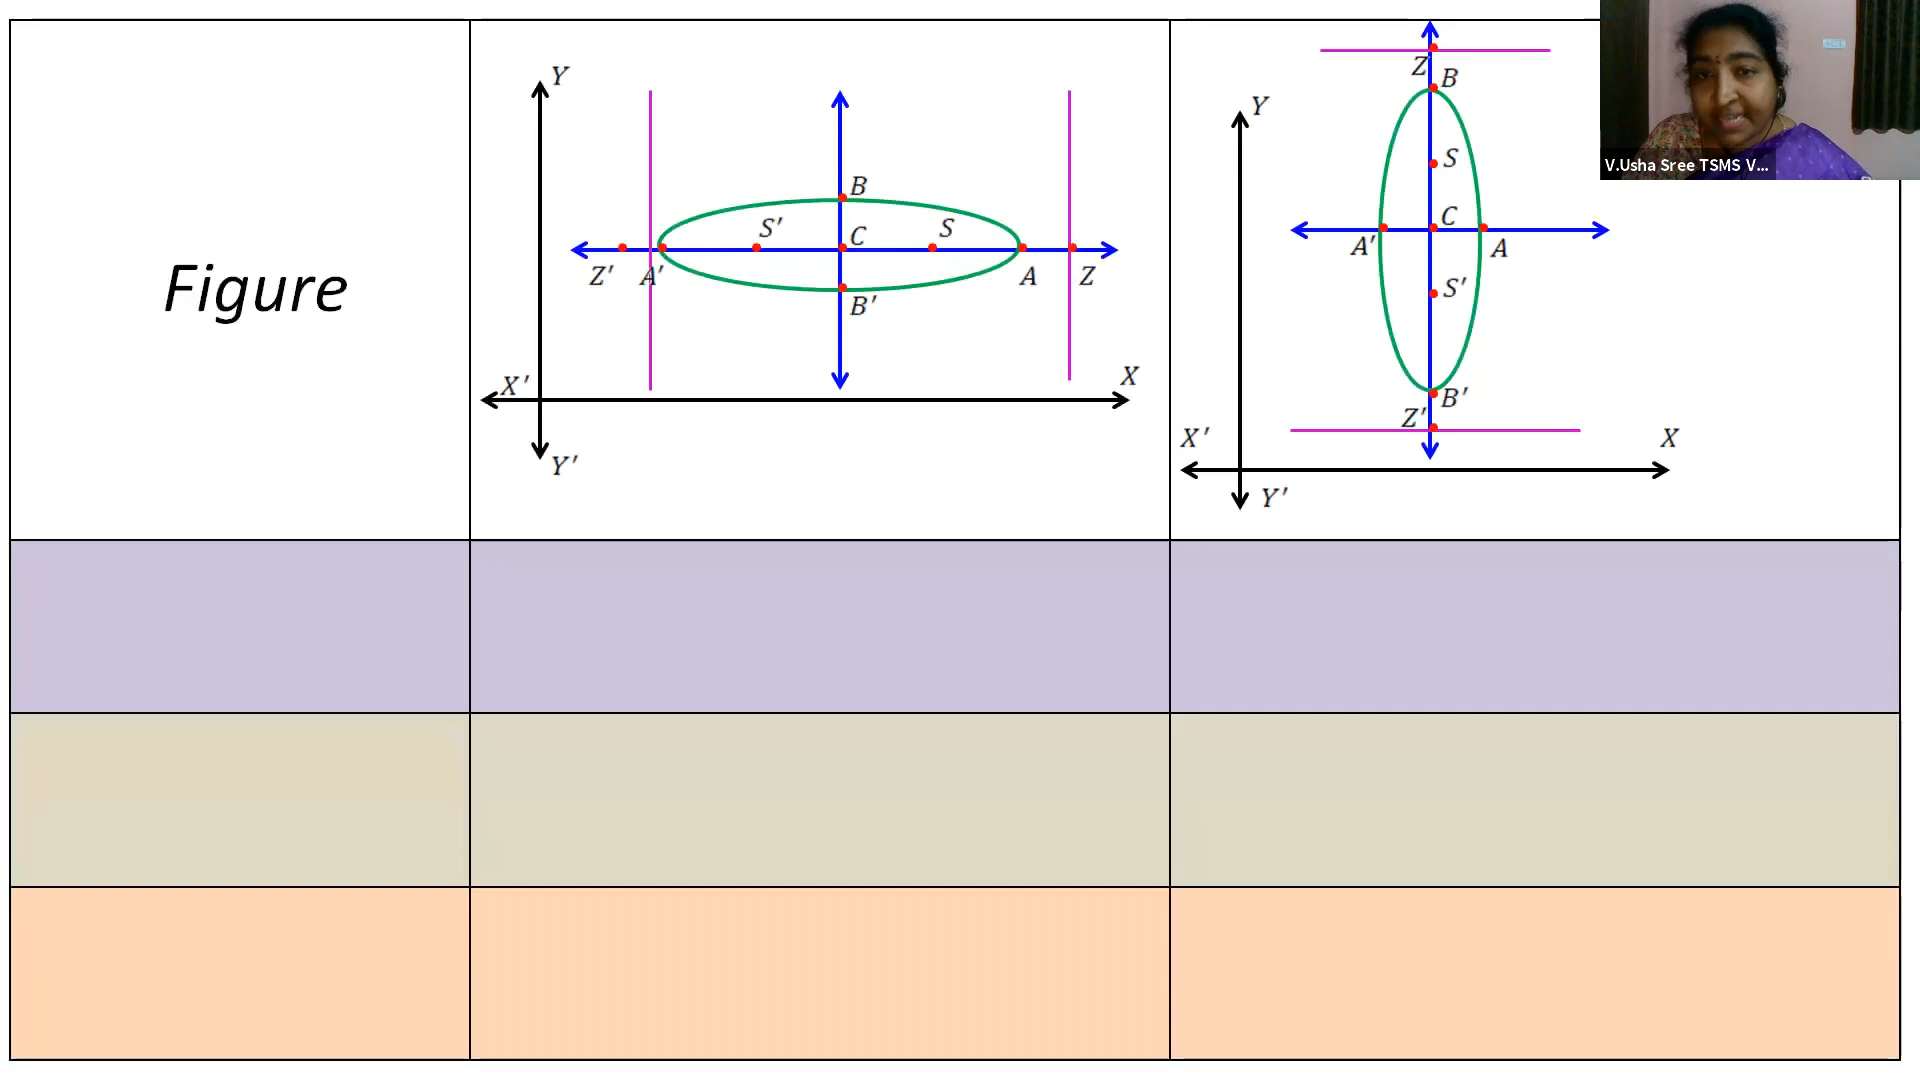 Figure
Y
B
S'
C
S
Z'
A'
A
Z
B'
X'
X
Y'
Z
B
Y
S
C
A'
A
S'
B'
Z'
X'
X
Y'
V.Usha Sree TSMS V...